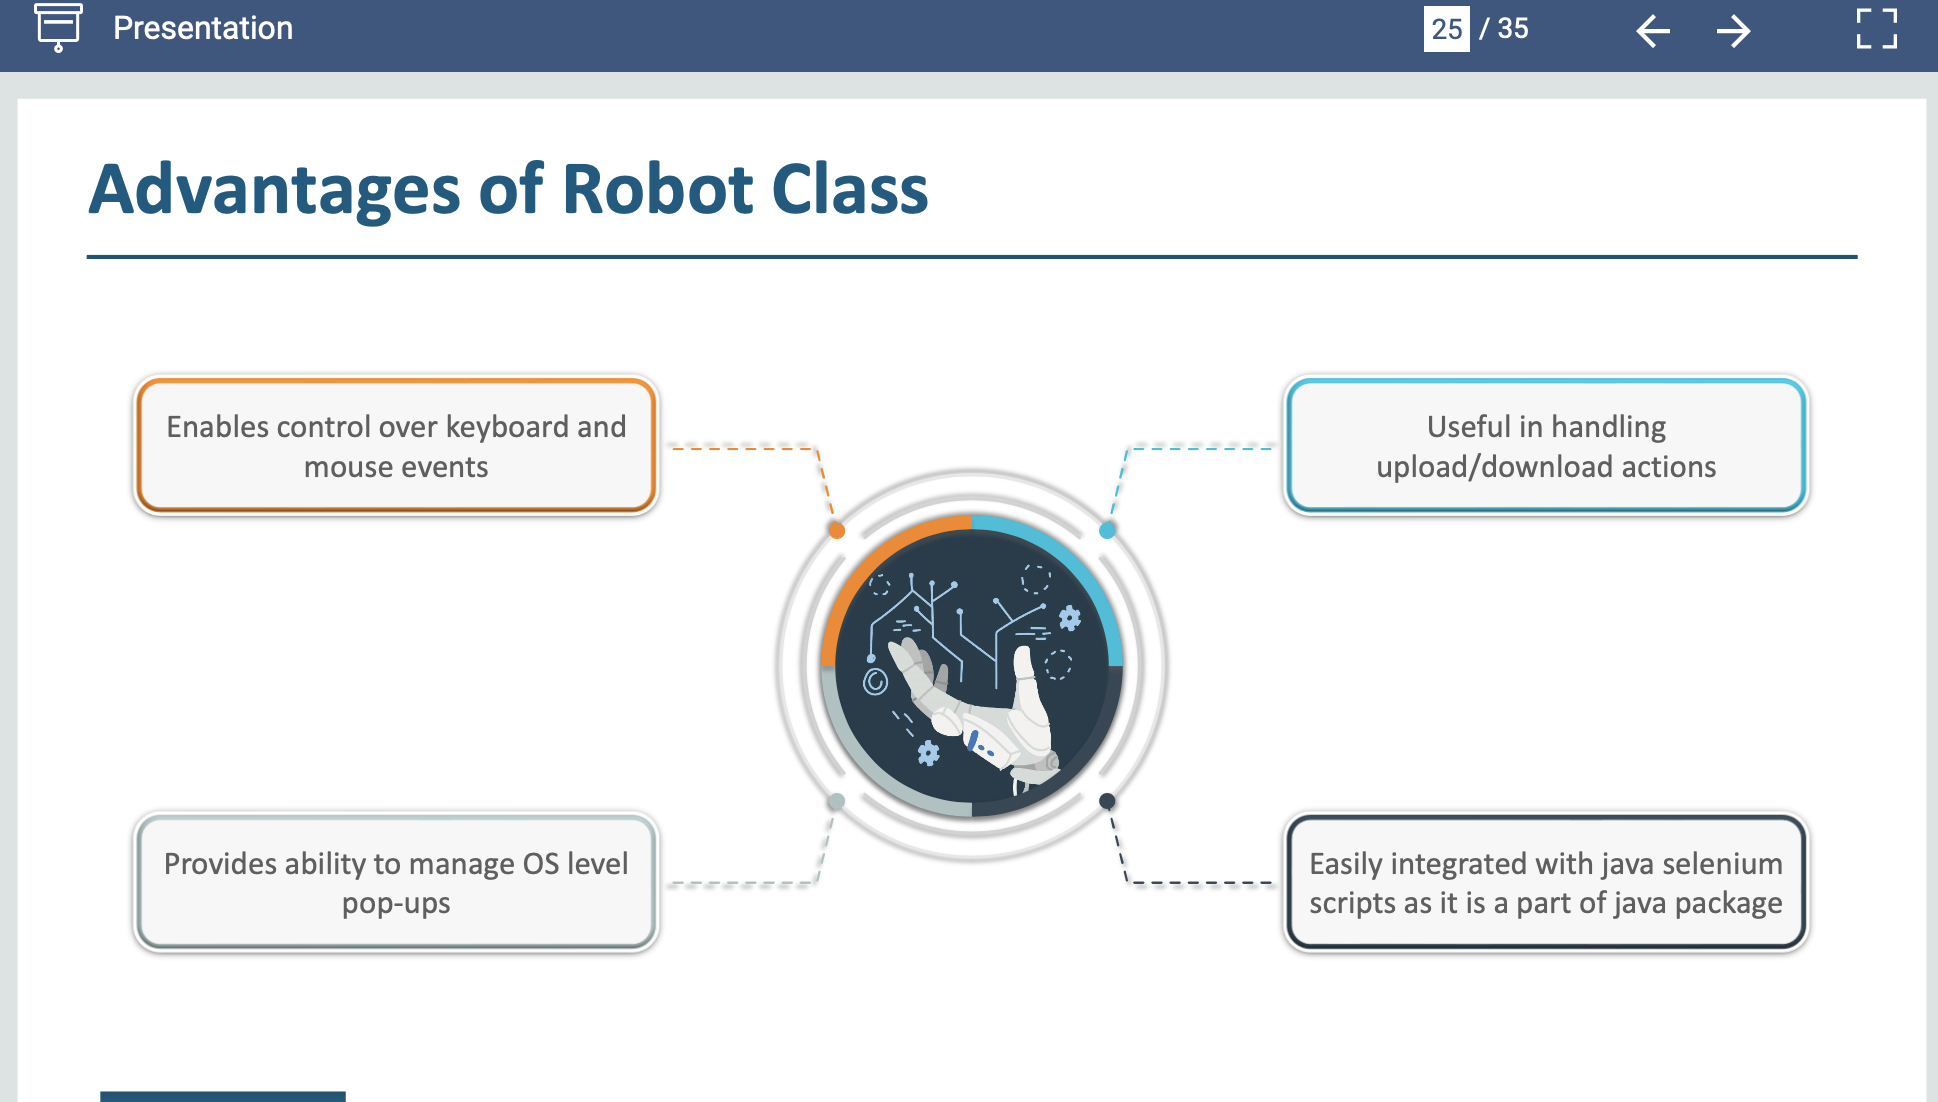 Presentation
25 / 35
Advantages of Robot Class
Enables control over keyboard and
mouse events
Useful in handling
upload/download actions
Provides ability to manage OS level
pop-ups
Easily integrated with java selenium
scripts as it is a part of java package